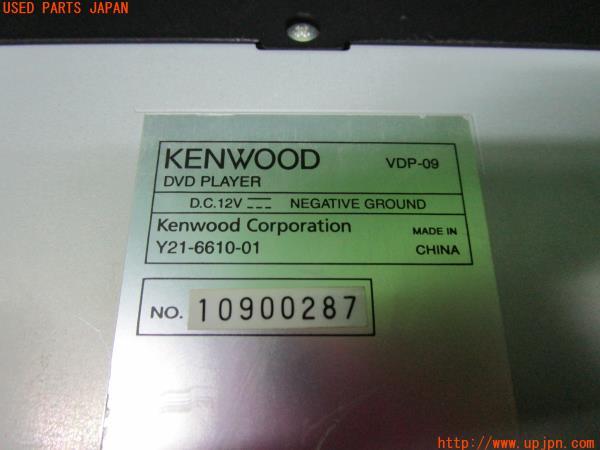 USED PARTS JAPAN
KENWOOD VDP-09
DVD PLAYER
D.C.12V NEGATIVE GROUND
Kenwood Corporation MADE IN
Y21-6610-01 CHINA
NO. 10900287
http://www.upjpn.com/